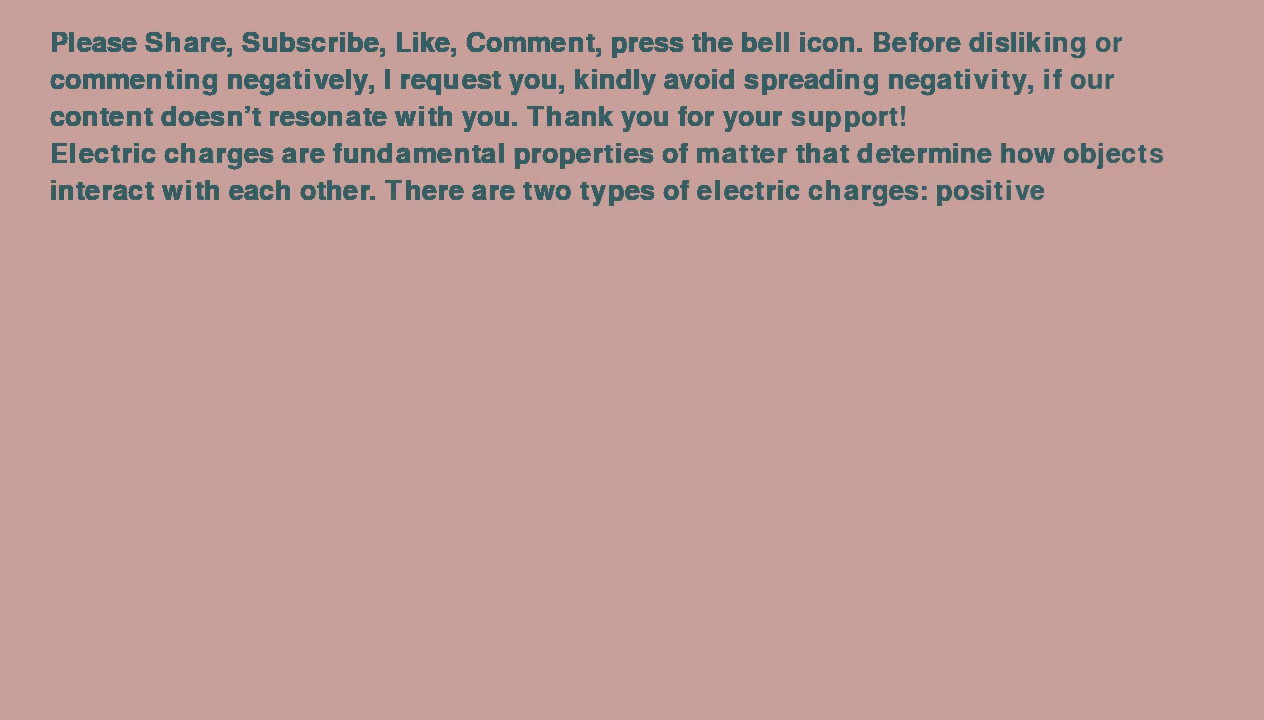 Please Share, Subscribe, Like, Comment, press the bell icon. Before disliking or
commenting negatively, I request you, kindly avoid spreading negativity, if our
content doesn’t resonate with you. Thank you for your support!
Electric charges are fundamental properties of matter that determine how objects
interact with each other. There are two types of electric charges: positive